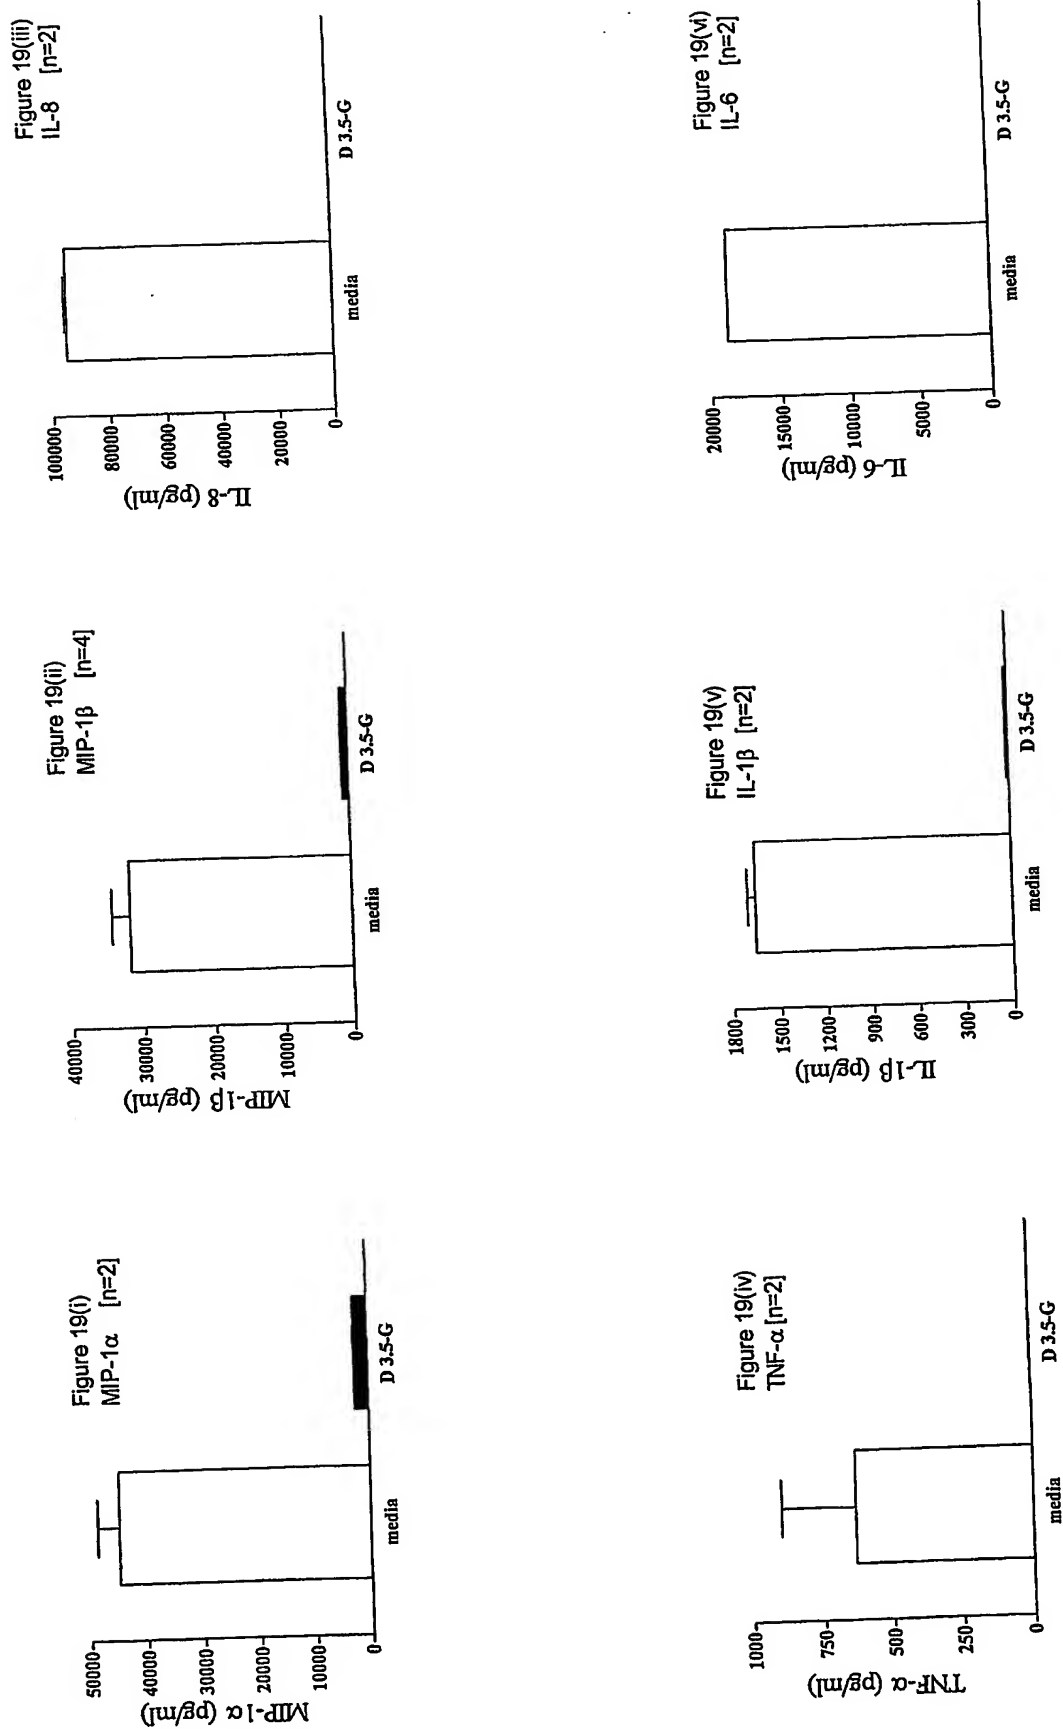 Figure 19(i)
MIP-1α [n=2]
MIP-1α (pg/ml)
50000
40000
30000
20000
10000
0
media
D 3.5-G
Figure 19(ii)
MIP-1β [n=4]
MIP-1β (pg/ml)
40000
30000
20000
10000
0
media
D 3.5-G
Figure 19(iii)
IL-8 [n=2]
IL-8 (pg/ml)
100000
80000
60000
40000
20000
0
media
D 3.5-G
Figure 19(iv)
TNF-α [n=2]
TNF-α (pg/ml)
1000
750
500
250
0
media
D 3.5-G
Figure 19(v)
IL-1β [n=2]
IL-1β (pg/ml)
1800
1500
1200
900
600
300
0
media
D 3.5-G
Figure 19(vi)
IL-6 [n=2]
IL-6 (pg/ml)
20000
15000
10000
5000
0
media
D 3.5-G